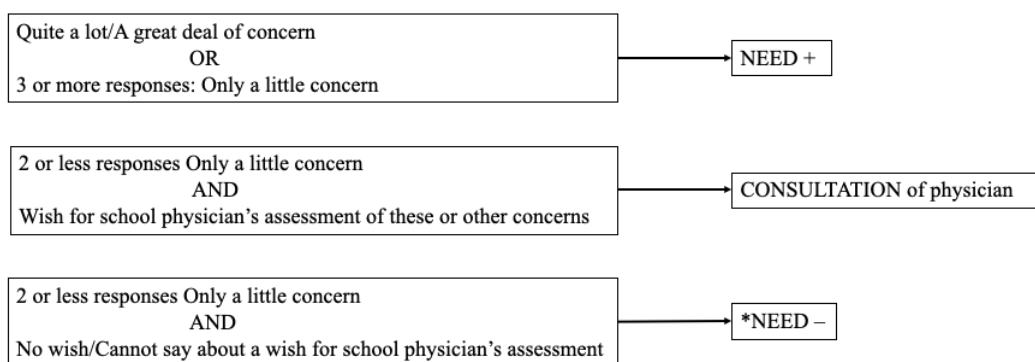 Quite a lot/A great deal of concern
OR
3 or more responses: Only a little concern
NEED +
2 or less responses Only a little concern
AND
Wish for school physician’s assessment of these or other concerns
CONSULTATION of physician
2 or less responses Only a little concern
AND
No wish/Cannot say about a wish for school physician’s assessment
*NEED –